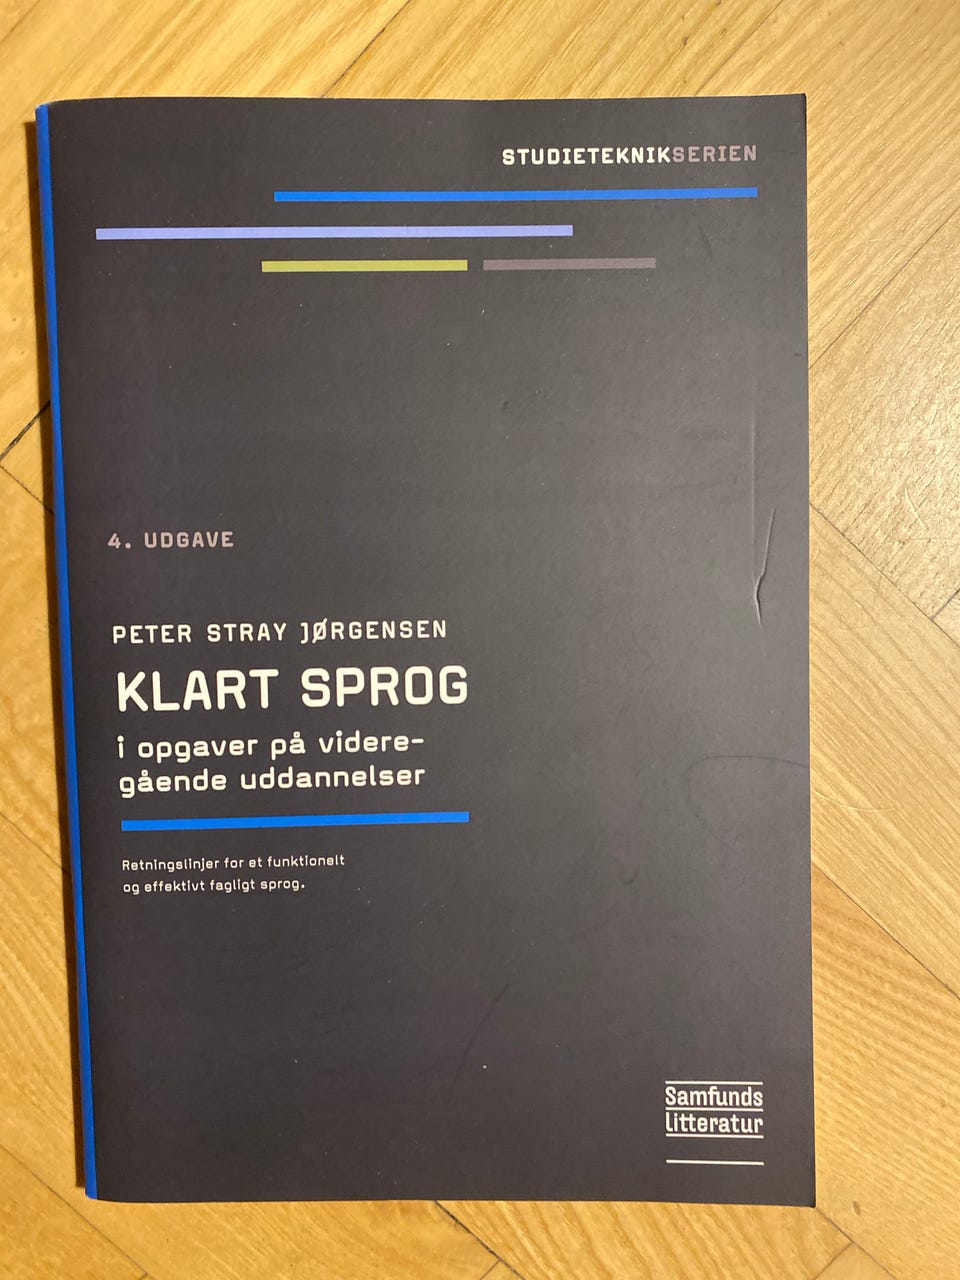 STUDIETEKNIKSERIEN
4. UDGAVE
PETER STRAY JØRGENSEN
KLART SPROG
i opgaver på videre-
gående uddannelser
Retningslinjer for et funktionelt
og effektivt fagligt sprog.
Samfunds
litteratur